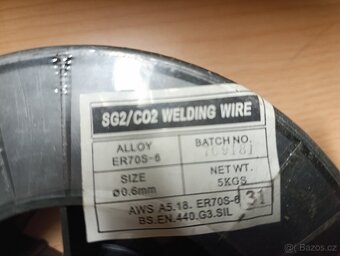 SG2/CO2 WELDING WIRE
ALLOY
ER70S-6
BATCH NO.
SIZE
ø0.6mm
NET WT.
5KGS
AWS A5.18. ER70S-6
BS.EN.440.G3.SIL
31
Bazos.cz